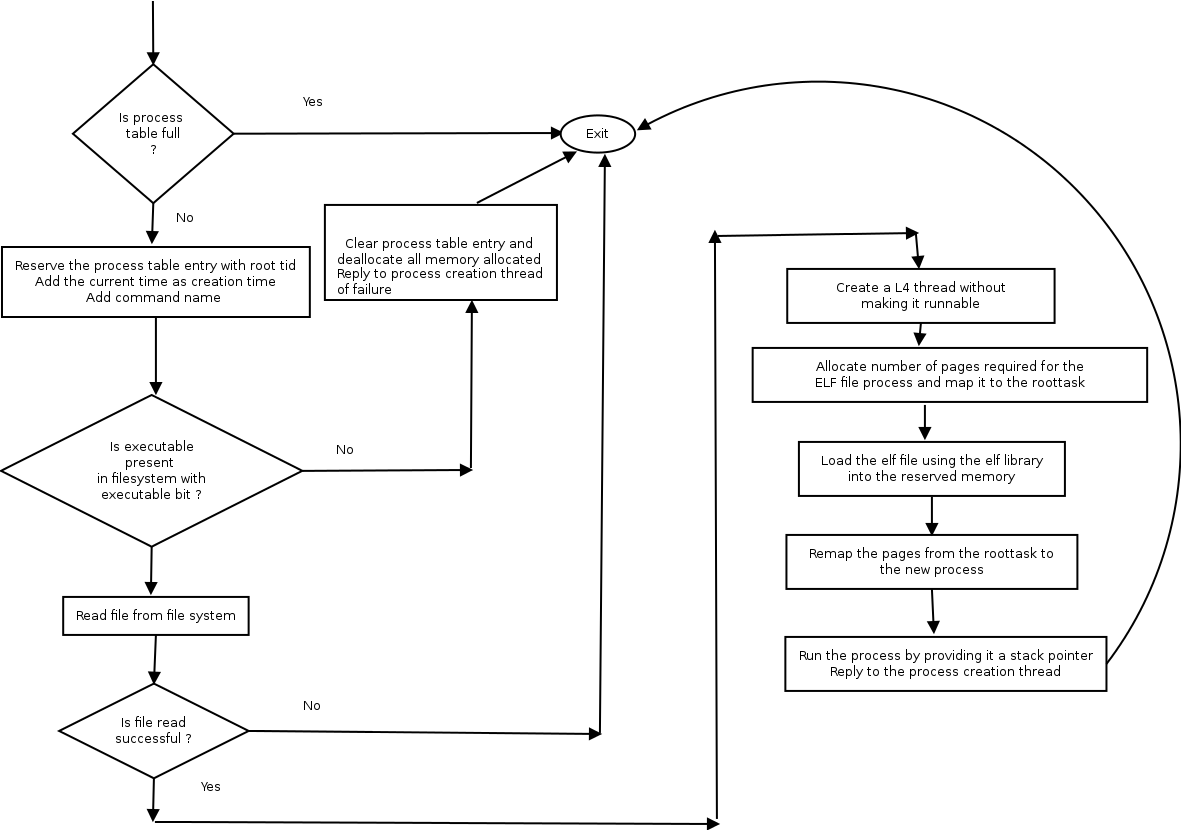 Is process
table full
?
Yes
Exit
No
Reserve the process table entry with root tid
Add the current time as creation time
Add command name
Clear process table entry and
deallocate all memory allocated
Reply to process creation thread
of failure
Is executable
present
in filesystem with
executable bit ?
No
Read file from file system
Is file read
successful ?
No
Yes
Create a L4 thread without
making it runnable
Allocate number of pages required for the
ELF file process and map it to the roottask
Load the elf file using the elf library
into the reserved memory
Remap the pages from the roottask to
the new process
Run the process by providing it a stack pointer
Reply to the process creation thread